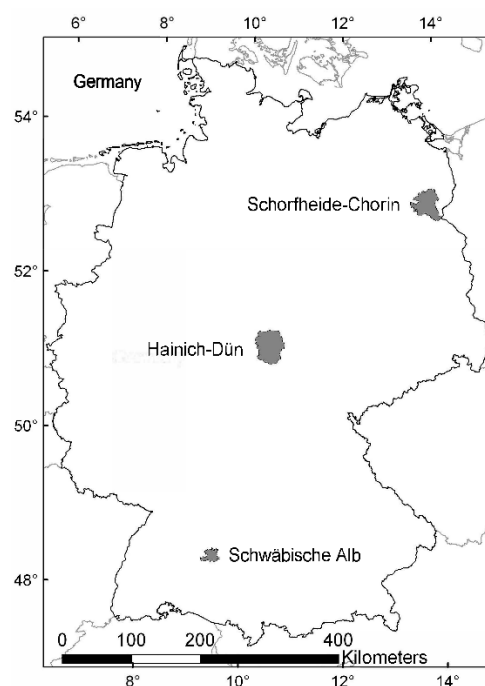 6° 8° 10° 12° 14°
Germany
54°
Schorfheide-Chorin
52°
Hainich-Dün
50°
Schwäbische Alb
48°
0 100 200 400
Kilometers
8° 10° 12° 14°